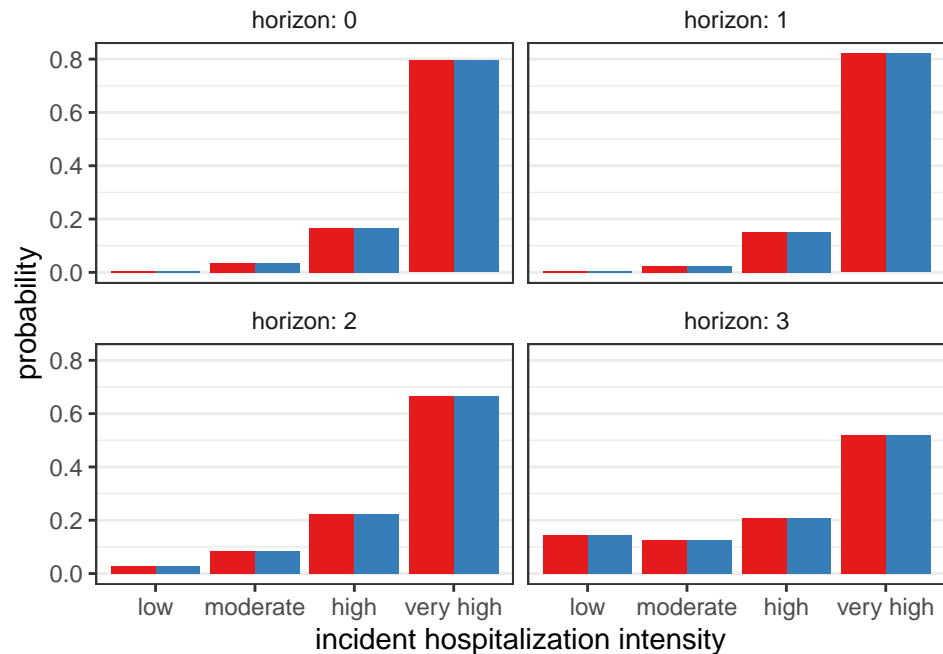 horizon: 0
horizon: 1
0.8
0.6
0.4
0.2
0.0
horizon: 2
horizon: 3
0.8
0.6
0.4
0.2
0.0
probability
low moderate high very high
low moderate high very high
incident hospitalization intensity